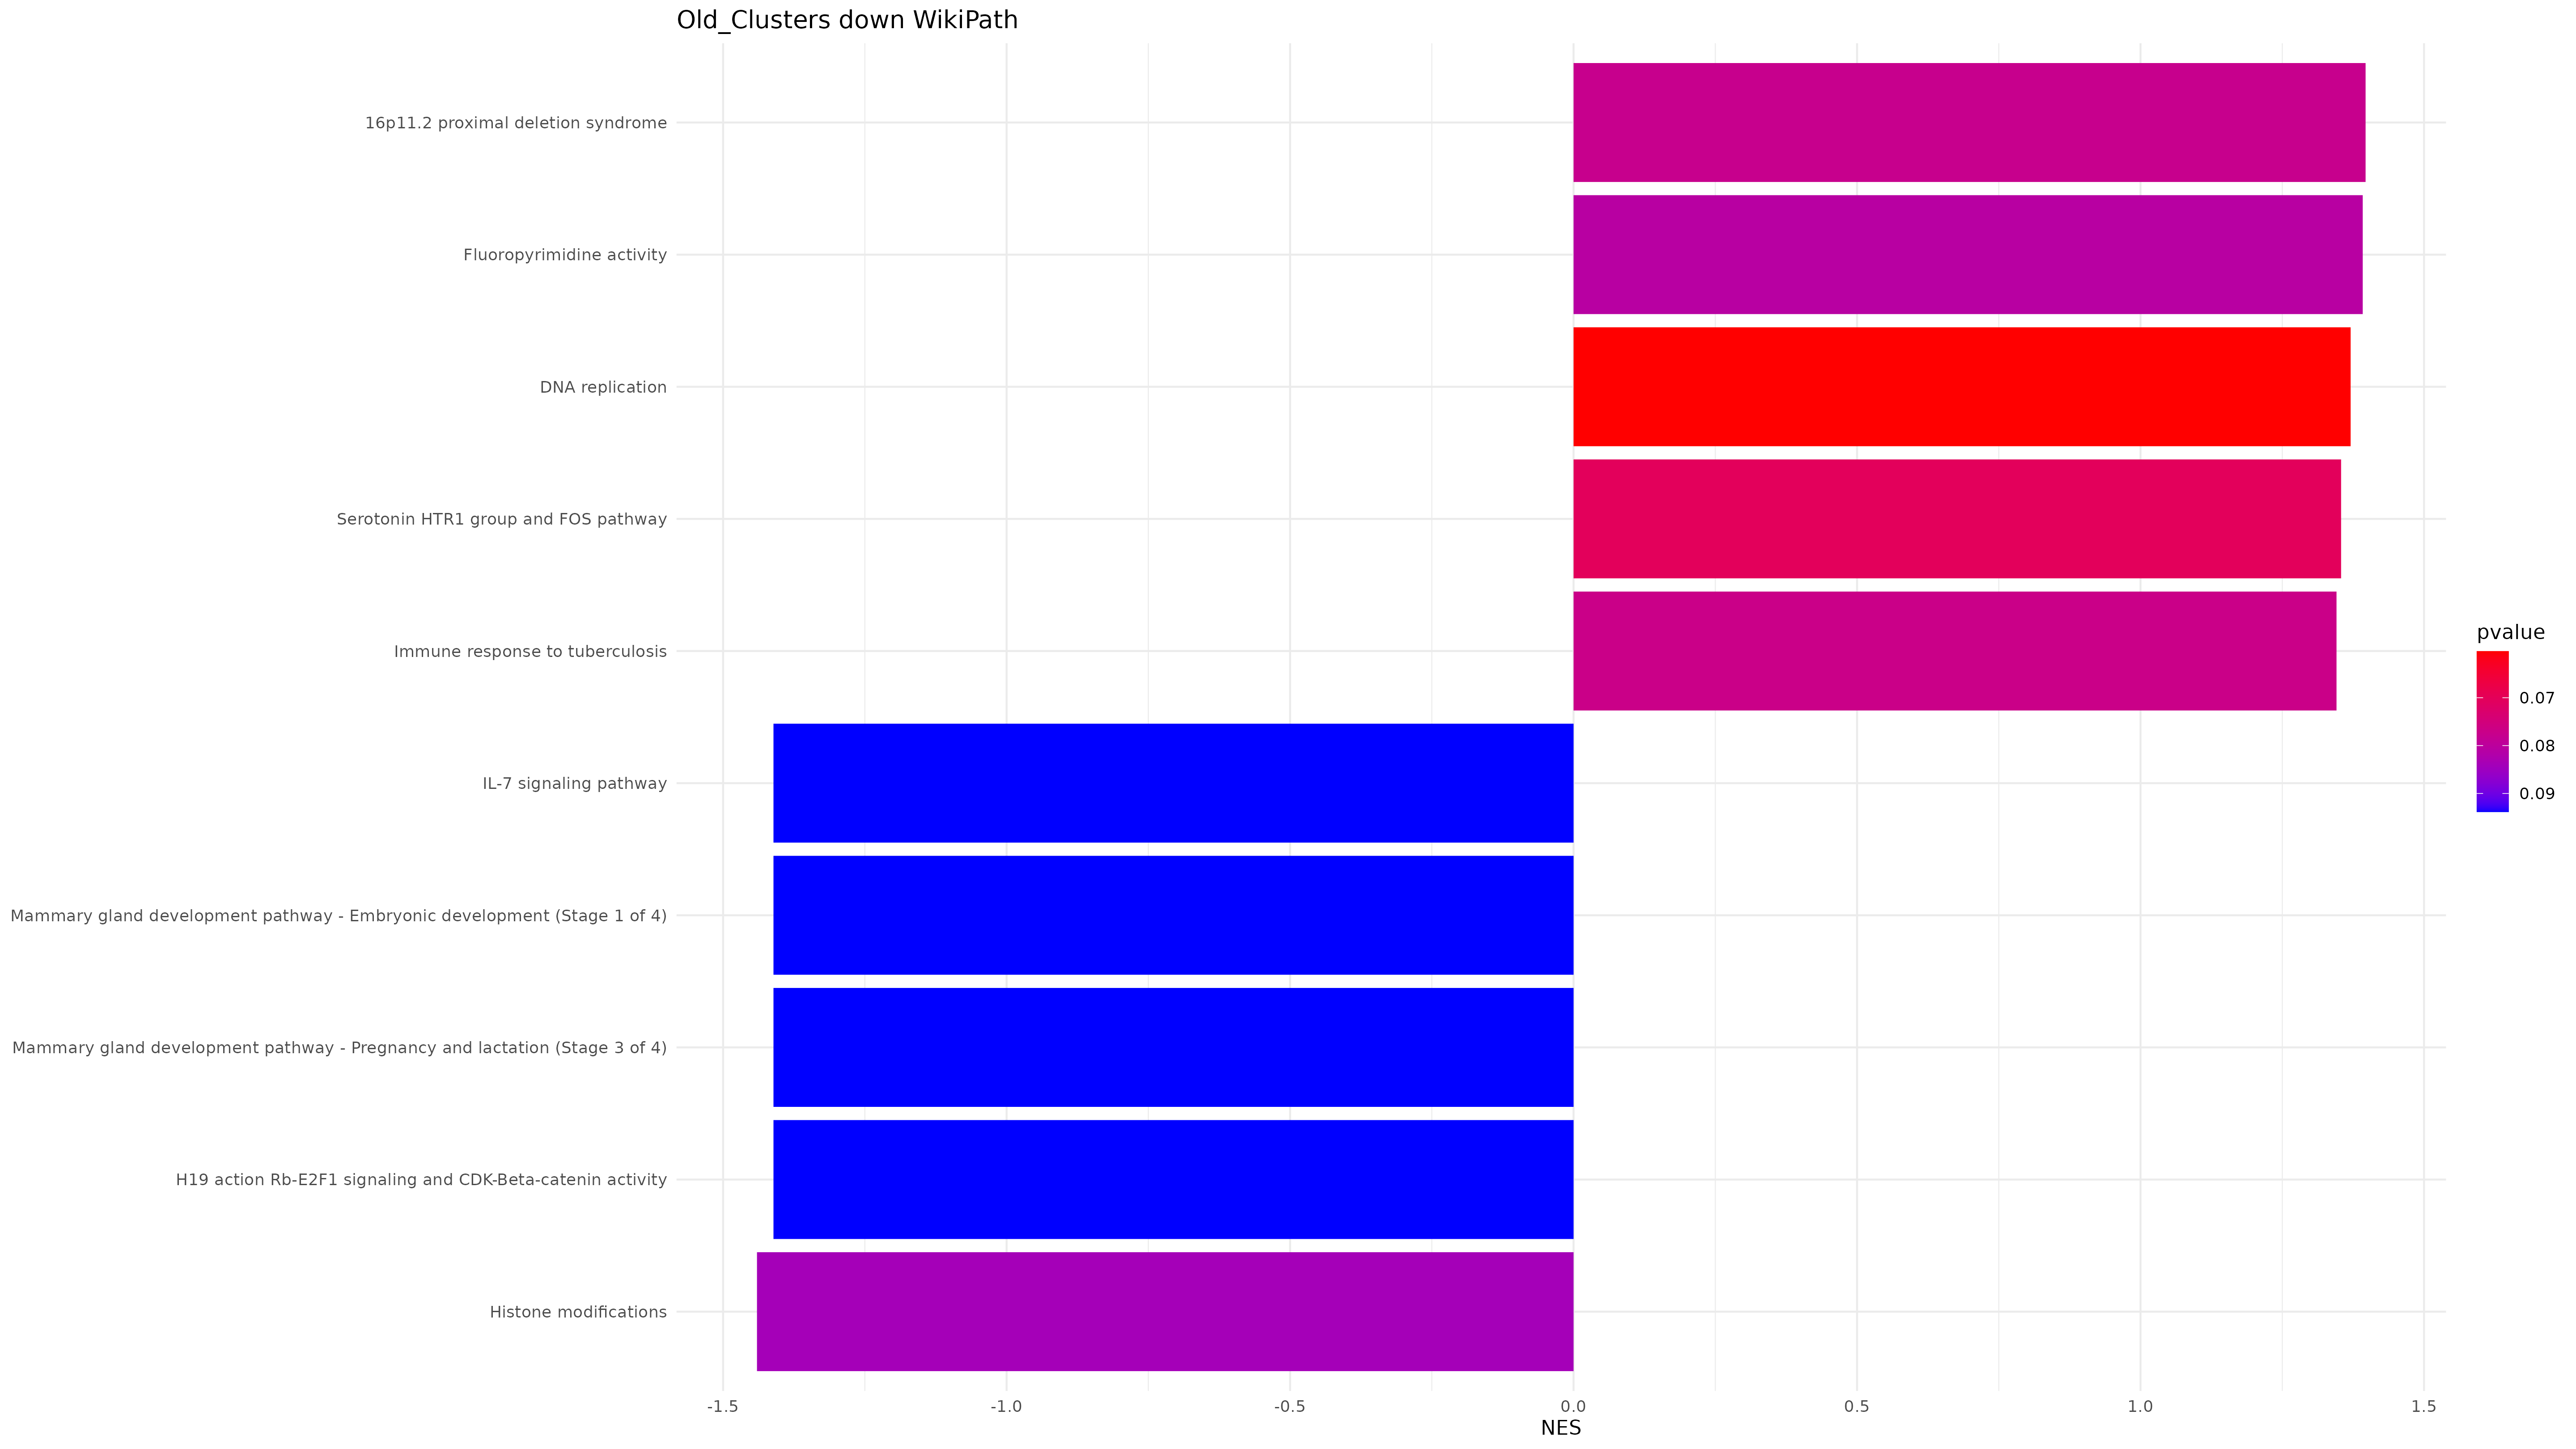 Old_Clusters down WikiPath
16p11.2 proximal deletion syndrome
Fluoropyrimidine activity
DNA replication
Serotonin HTR1 group and FOS pathway
Immune response to tuberculosis
IL-7 signaling pathway
Mammary gland development pathway - Embryonic development (Stage 1 of 4)
Mammary gland development pathway - Pregnancy and lactation (Stage 3 of 4)
H19 action Rb-E2F1 signaling and CDK-Beta-catenin activity
Histone modifications
-1.5 -1.0 -0.5 0.0 0.5 1.0 1.5
NES
pvalue
0.07
0.08
0.09